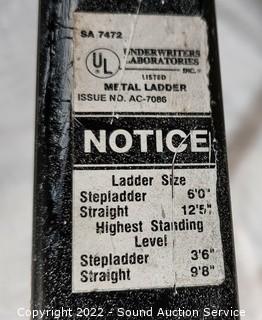 SA 7472
UL
UNDERWRITERS
LABORATORIES
INC.®
LISTED
METAL LADDER
ISSUE NO. AC-7086
NOTICE
Ladder Size
Stepladder 6'0"
Straight 12'5"
Highest Standing
Level
Stepladder 3'6"
Straight 9'8"
Copyright 2022 - Sound Auction Service